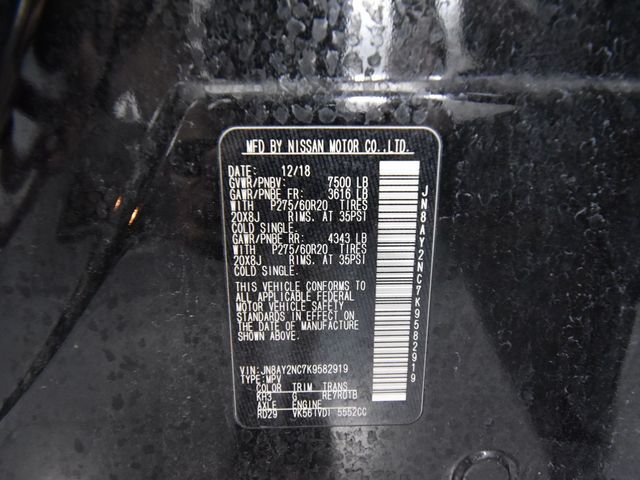 MFD BY NISSAN MOTOR CO.,LTD.
DATE: 12/18
GVWR/PNBV: 7500 LB
GAWR/PNBE FR: 3616 LB
WITH P275/60R20 TIRES
20X8J RIMS. AT 35PSI
COLD SINGLE.
GAWR/PNBE RR: 4343 LB
WITH P275/60R20 TIRES
20X8J RIMS. AT 35PSI
COLD SINGLE.
THIS VEHICLE CONFORMS TO
ALL APPLICABLE FEDERAL
MOTOR VEHICLE SAFETY
STANDARDS IN EFFECT ON
THE DATE OF MANUFACTURE
SHOWN ABOVE.
VIN:JN8AY2NC7K9582919
TYPE:MPV
COLOR TRIM TRANS
KH3 G RE7R01B
AXLE ENGINE
RD29 VK56(VD) 5552CC
JN8AY2NC7K9582919